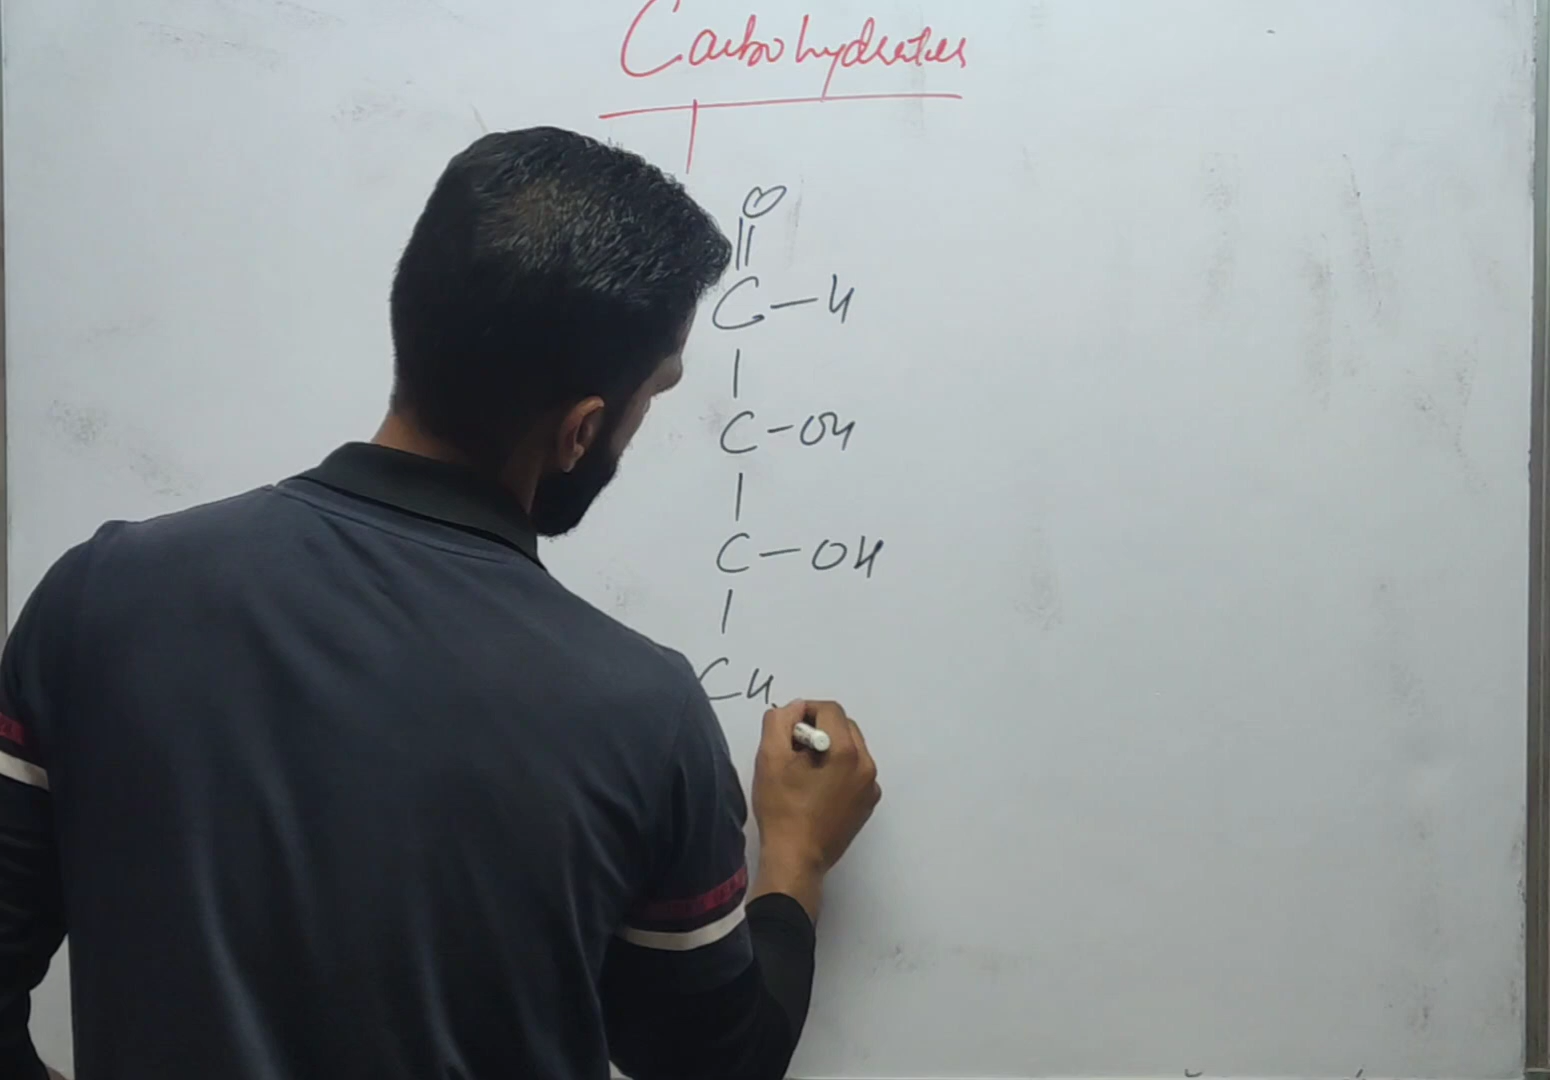 Carbohydrates
O
||
C-H
|
C-OH
|
C-OH
|
CH